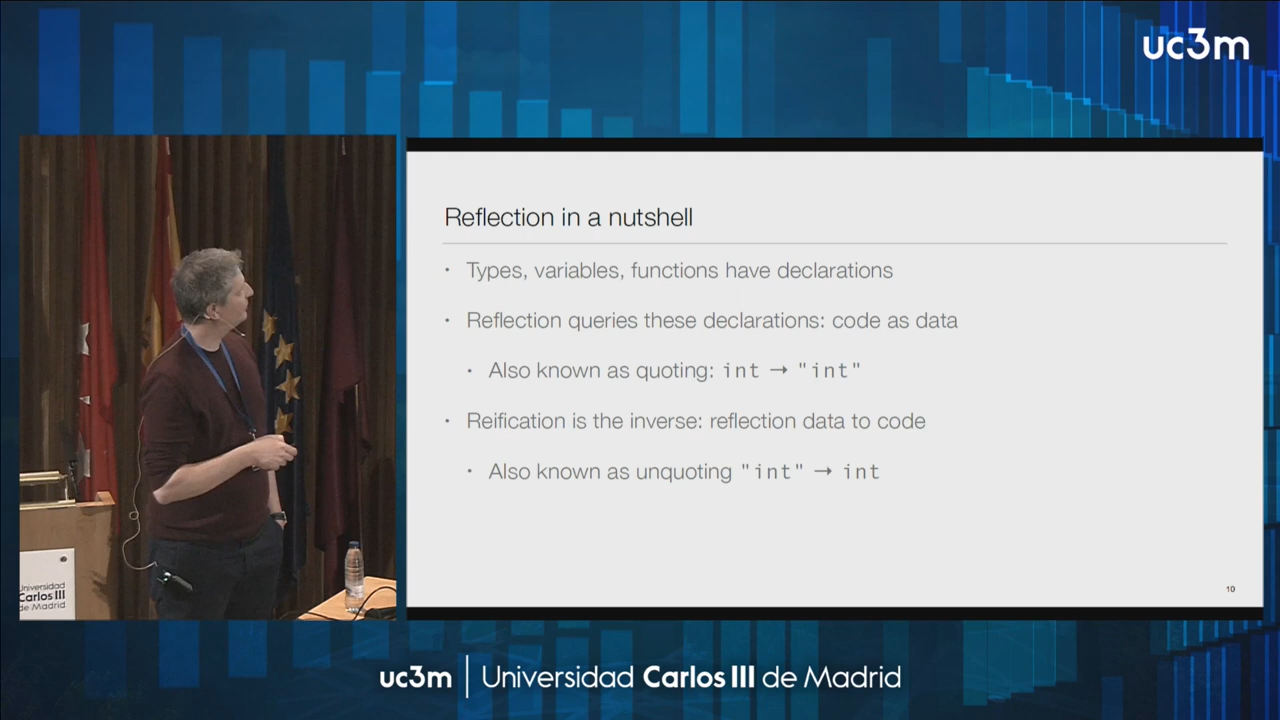 uc3m
Reflection in a nutshell
• Types, variables, functions have declarations
• Reflection queries these declarations: code as data
• Also known as quoting: int → "int"
• Reification is the inverse: reflection data to code
• Also known as unquoting "int" → int
10
Universidad
Carlos III
de Madrid
uc3m | Universidad Carlos III de Madrid